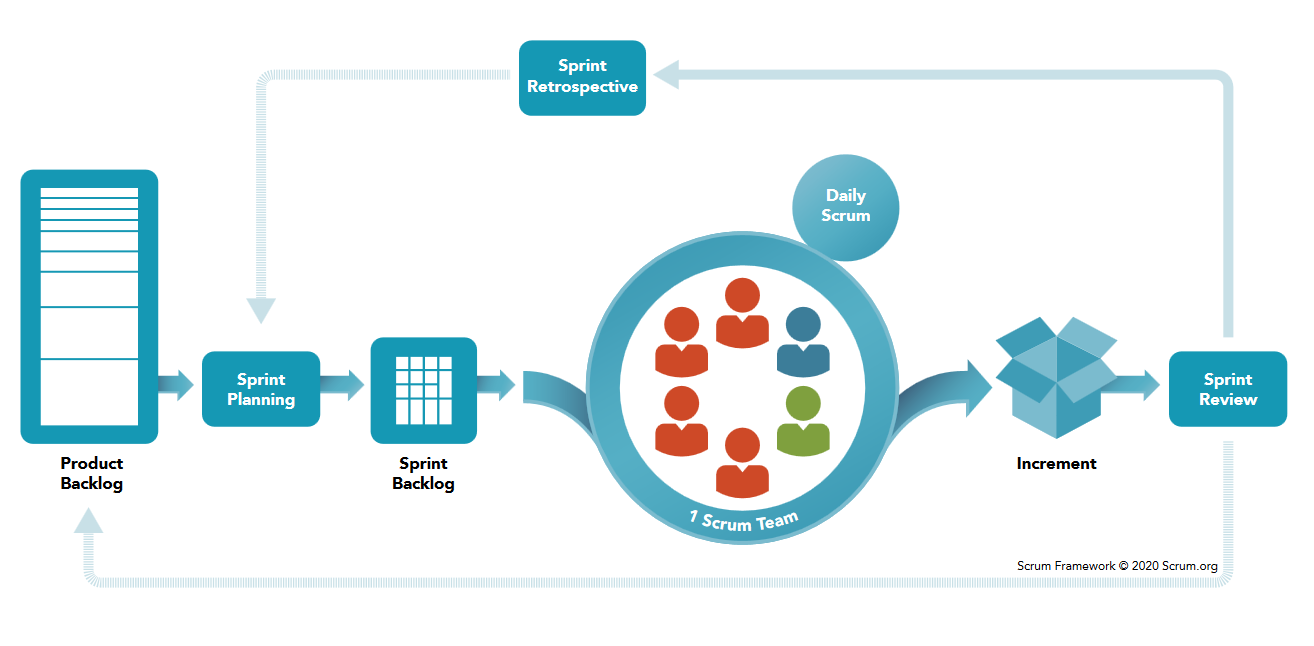 Sprint
Retrospective
Daily
Scrum
Sprint
Planning
Sprint
Review
Product
Backlog
Sprint
Backlog
Increment
1 Scrum Team
Scrum Framework © 2020 Scrum.org